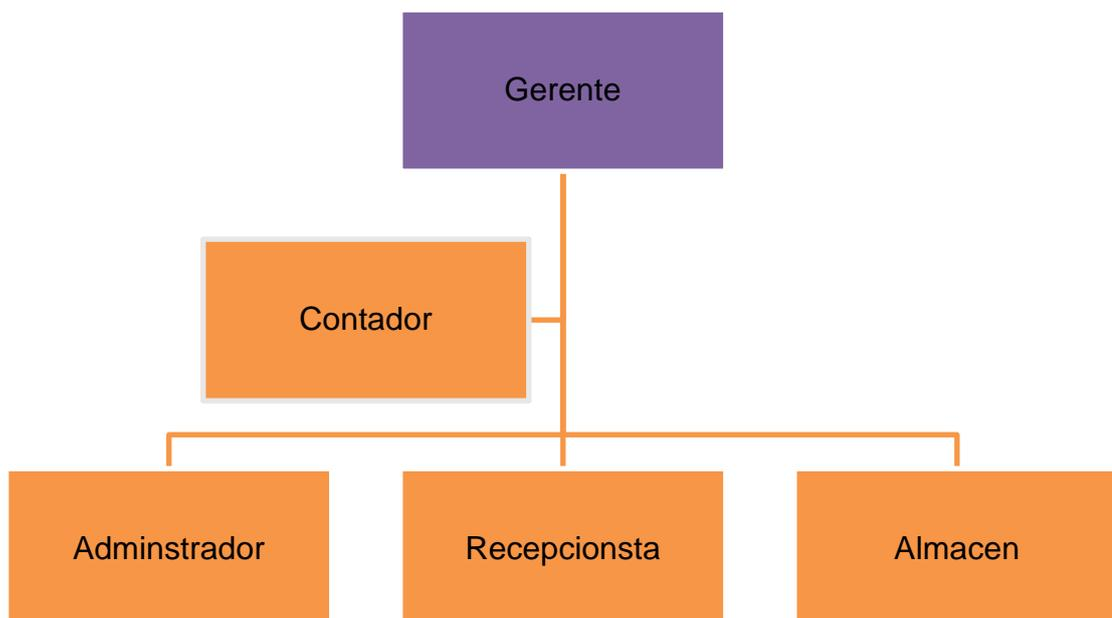 Gerente
Contador
Adminstrador
Recepcionsta
Almacen